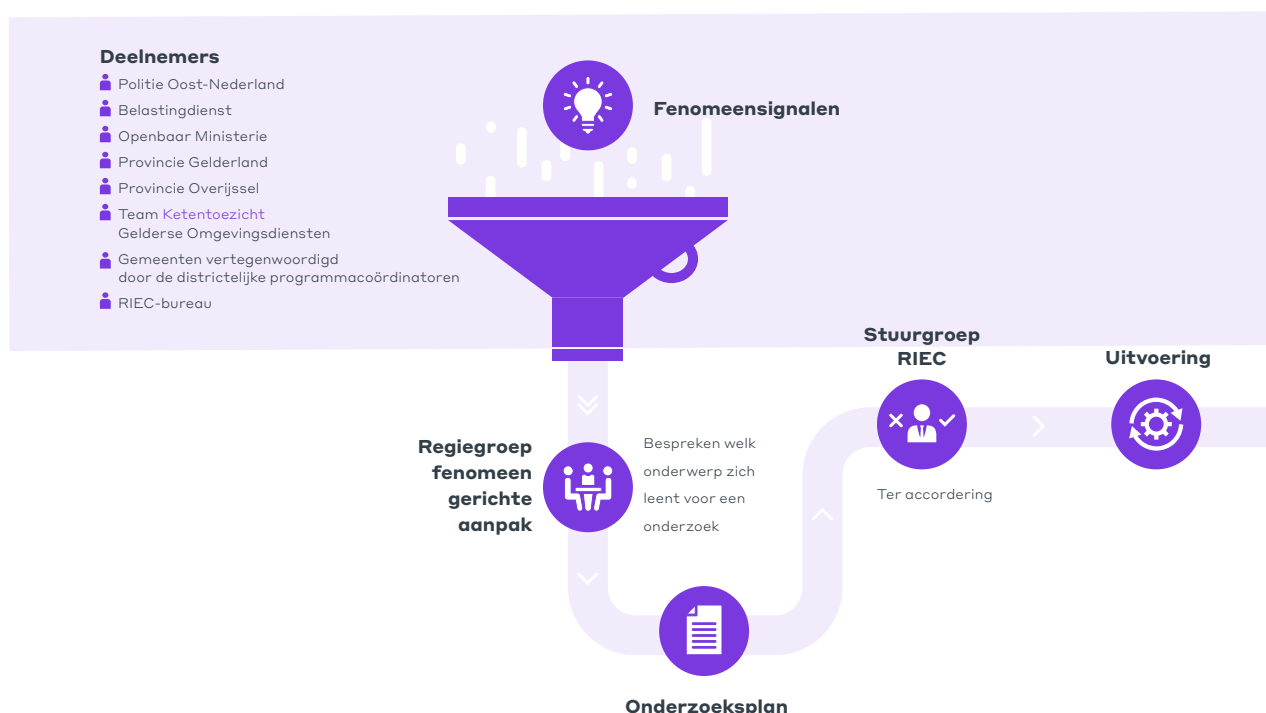 Deelnemers
Politie Oost-Nederland
Belastingdienst
Openbaar Ministerie
Provincie Gelderland
Provincie Overijssel
Team Ketentoezicht
Gelderse Omgevingsdiensten
Gemeenten vertegenwoordigd
door de districtelijke programmacoördinatoren
RIEC-bureau
Fenomeensignalen
Regiegroep
fenomeen
gerichte
aanpak
Bespreken welk
onderwerp zich
leent voor een
onderzoek
Onderzoeksplan
Stuurgroep
RIEC
Ter accordering
Uitvoering